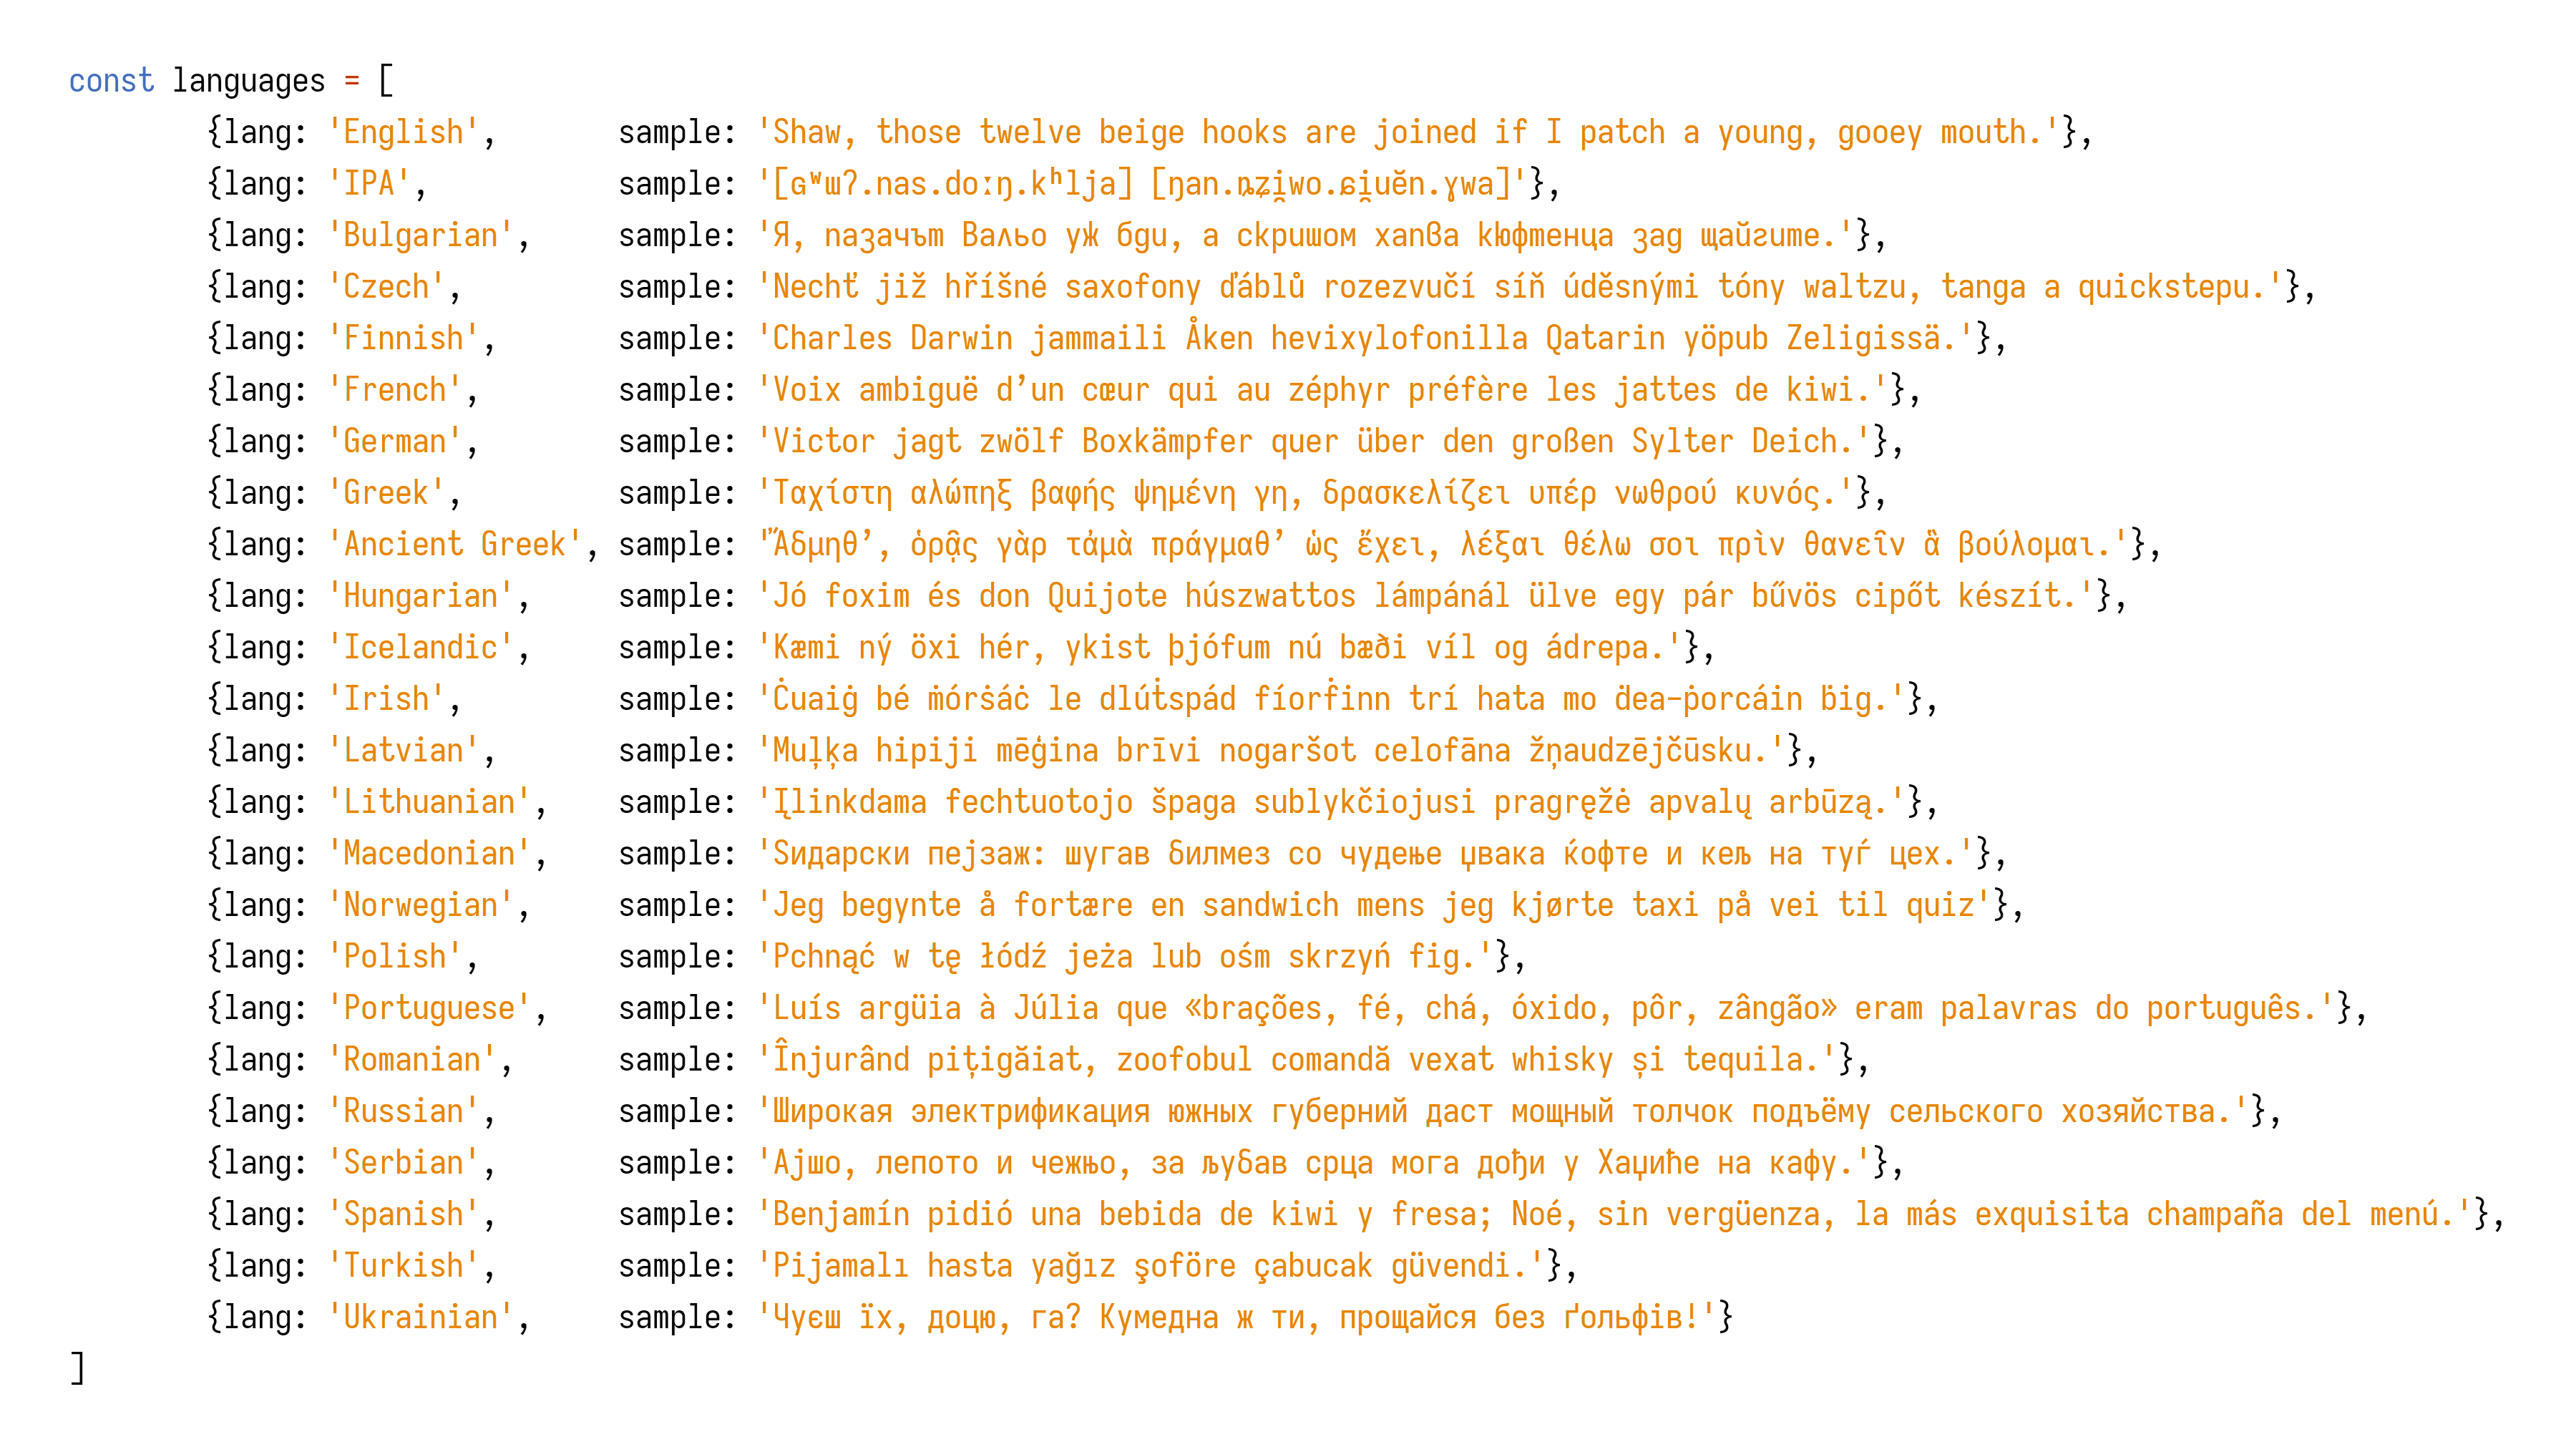 const languages = [
{lang: 'English', sample: 'Shaw, those twelve beige hooks are joined if I patch a young, gooey mouth.'},
{lang: 'IPA', sample: '[ɢʷɯʔ.nas.doːŋ.kʰlja] [ŋan.ȵʑi̯wo.ɕi̯uĕn.ɣwa]'},
{lang: 'Bulgarian', sample: 'Я, пазачът Вальо уж бди, а скришом хапва кюфтенца зад щайгите.'},
{lang: 'Czech', sample: 'Nechť již hříšné saxofony ďáblů rozezvučí síň úděsnými tóny waltzu, tanga a quickstepu.'},
{lang: 'Finnish', sample: 'Charles Darwin jammaili Åken hevixylofonilla Qatarin yöpub Zeligissä.'},
{lang: 'French', sample: 'Voix ambiguë d’un cœur qui au zéphyr préfère les jattes de kiwi.'},
{lang: 'German', sample: 'Victor jagt zwölf Boxkämpfer quer über den großen Sylter Deich.'},
{lang: 'Greek', sample: 'Ταχίστη αλώπηξ βαφής ψημένη γη, δρασκελίζει υπέρ νωθρού κυνός.'},
{lang: 'Ancient Greek', sample: 'Ἄδμηθ’, ὁρᾷς γὰρ τἀμὰ πράγμαθ’ ὡς ἔχει, λέξαι θέλω σοι πρὶν θανεῖν ἃ βούλομαι.'},
{lang: 'Hungarian', sample: 'Jó foxim és don Quijote húszwattos lámpánál ülve egy pár bűvös cipőt készít.'},
{lang: 'Icelandic', sample: 'Kæmi ný öxi hér, ykist þjófum nú bæði víl og ádrepa.'},
{lang: 'Irish', sample: 'Ċuaiġ bé ṁórṡáċ le dlúṫspád fíorḟinn trí hata mo ḋea-ṗorcáin ḃig.'},
{lang: 'Latvian', sample: 'Muļķa hipiji mēģina brīvi nogaršot celofāna žņaudzējčūsku.'},
{lang: 'Lithuanian', sample: 'Įlinkdama fechtuotojo špaga sublykčiojusi pragręžė apvalų arbūzą.'},
{lang: 'Macedonian', sample: 'Ѕидарски пејзаж: шугав билмез со чудење џвака ќофте и кељ на туѓ цех.'},
{lang: 'Norwegian', sample: 'Jeg begynte å fortære en sandwich mens jeg kjørte taxi på vei til quiz'},
{lang: 'Polish', sample: 'Pchnąć w tę łódź jeża lub ośm skrzyń fig.'},
{lang: 'Portuguese', sample: 'Luís argüia à Júlia que «brações, fé, chá, óxido, pôr, zângão» eram palavras do português.'},
{lang: 'Romanian', sample: 'Înjurând pițigăiat, zoofobul comandă vexat whisky și tequila.'},
{lang: 'Russian', sample: 'Широкая электрификация южных губерний даст мощный толчок подъёму сельского хозяйства.'},
{lang: 'Serbian', sample: 'Ајшо, лепото и чежњо, за љубав срца мога дођи у Хаџиће на кафу.'},
{lang: 'Spanish', sample: 'Benjamín pidió una bebida de kiwi y fresa; Noé, sin vergüenza, la más exquisita champaña del menú.'},
{lang: 'Turkish', sample: 'Pijamalı hasta yağız şoföre çabucak güvendi.'},
{lang: 'Ukrainian', sample: 'Чуєш їх, доцю, га? Кумедна ж ти, прощайся без ґольфів!'}
]